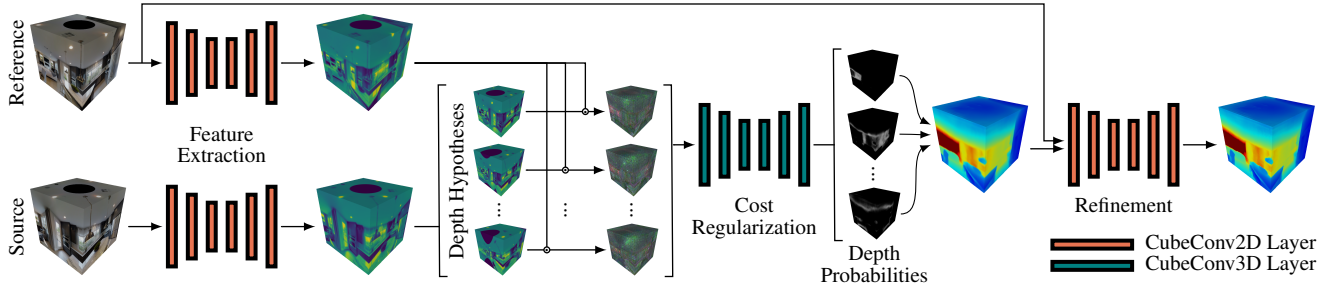 Reference
Feature
Extraction
Source
Depth Hypotheses
Cost
Regularization
Depth
Probabilities
Refinement
CubeConv2D Layer
CubeConv3D Layer